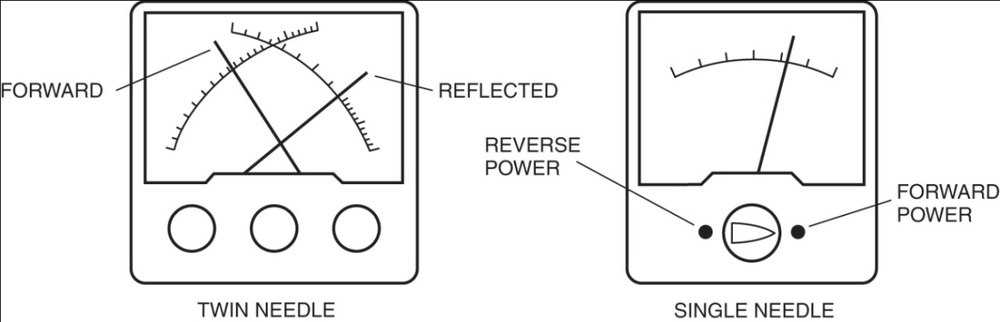 FORWARD
REFLECTED
TWIN NEEDLE
REVERSE
POWER
FORWARD
POWER
SINGLE NEEDLE